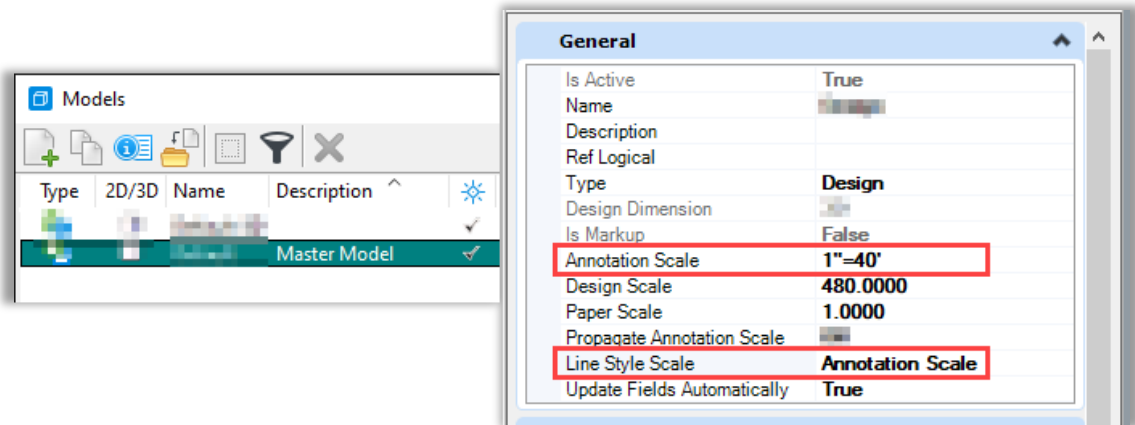 Models
Type 2D/3D Name Description
Master Model
General
Is Active True
Name
Description
Ref Logical
Type Design
Design Dimension
Is Markup False
Annotation Scale 1"=40'
Design Scale 480.0000
Paper Scale 1.0000
Propagate Annotation Scale
Line Style Scale Annotation Scale
Update Fields Automatically True